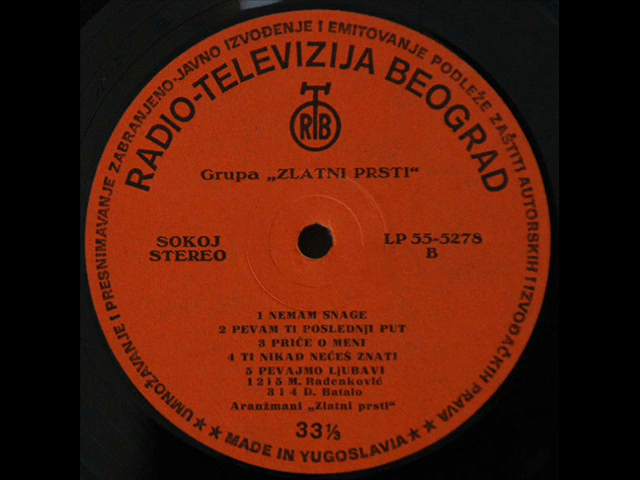 UMNOŽAVANJE I PRESNIMAVANJE ZABRANJENO·JAVNO IZVOĐENJE I EMITOVANJE PODLEŽE ZAŠTITI AUTORSKIH I IZVOĐAČKIH PRAVA
RADIO-TELEVIZIJA BEOGRAD
RTB
Grupa „ZLATNI PRSTI“
SOKOJ
STEREO
LP 55-5278
B
1 NEMAM SNAGE
2 PEVAM TI POSLEDNJI PUT
3 PRIČE O MENI
4 TI NIKAD NEĆEŠ ZNATI
5 PEVAJMO LJUBAVI
1 2 i 5 M. Radenković
3 i 4 D. Batalo
Aranžmani „Zlatni prsti“
33⅓
★★ MADE IN YUGOSLAVIA ★★